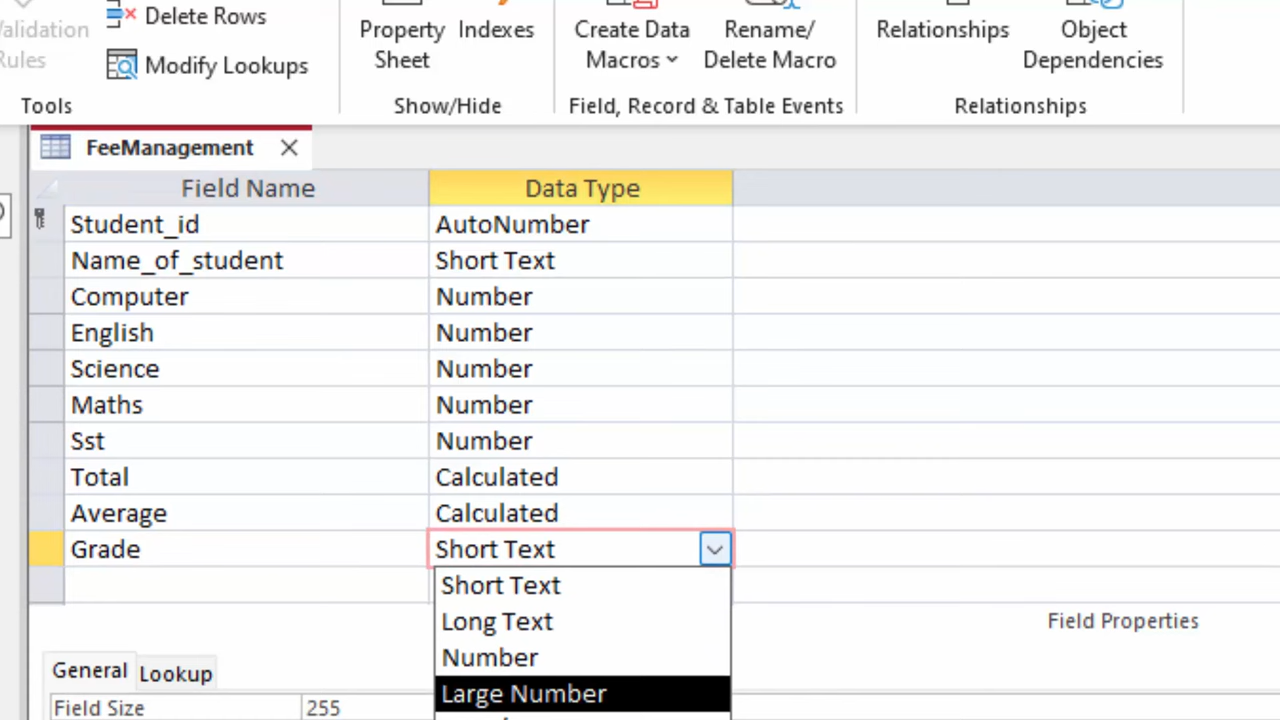 Validation
Rules
Delete Rows
Modify Lookups
Tools
Property
Sheet
Indexes
Show/Hide
Create Data
Macros
Rename/
Delete Macro
Field, Record & Table Events
Relationships
Object
Dependencies
Relationships
FeeManagement
Field Name Data Type
Student_id AutoNumber
Name_of_student Short Text
Computer Number
English Number
Science Number
Maths Number
Sst Number
Total Calculated
Average Calculated
Grade Short Text
Short Text
Long Text
Number
Large Number
Field Properties
General Lookup
Field Size 255